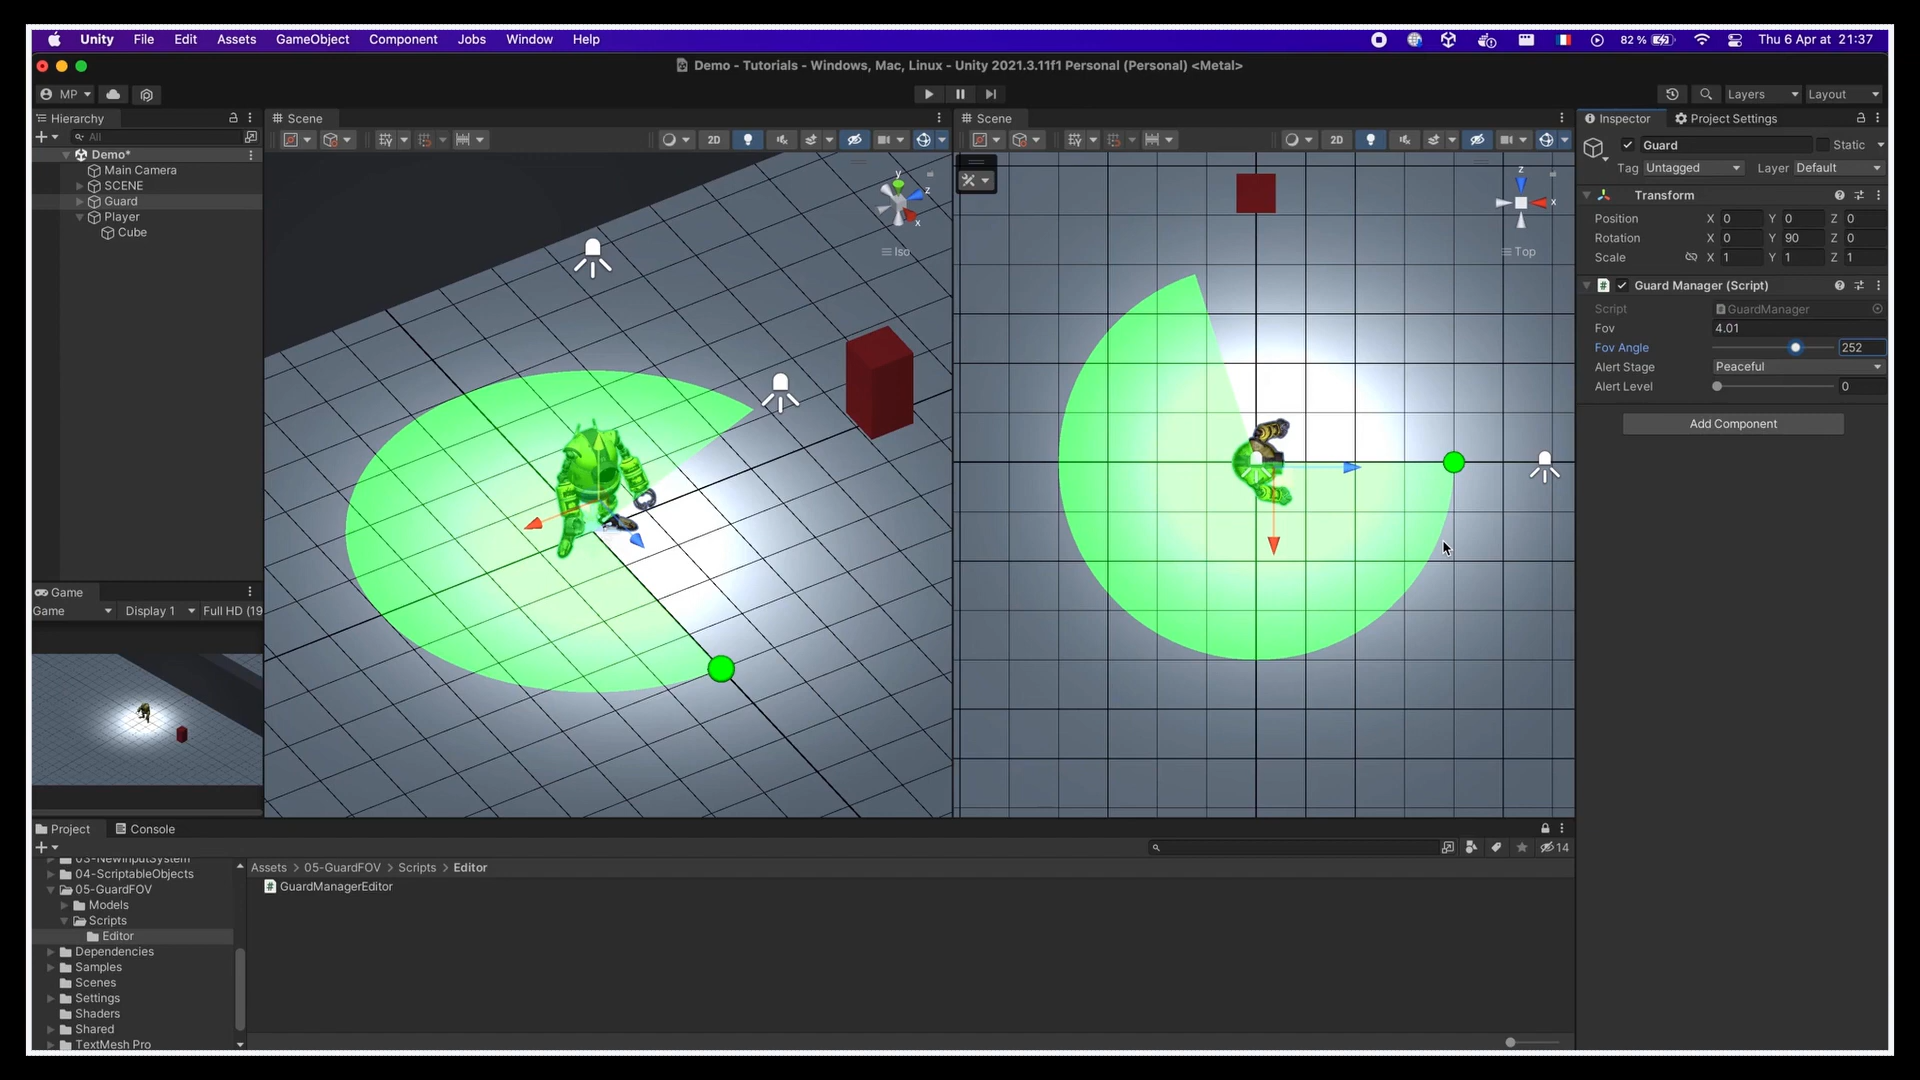 Unity File Edit Assets GameObject Component Jobs Window Help 82 % Thu 6 Apr at 21:37
Demo - Tutorials - Windows, Mac, Linux - Unity 2021.3.11f1 Personal (Personal) <Metal>
MP Layers Layout
Hierarchy
All
Demo*
Main Camera
SCENE
Guard
Player
Cube
Scene
2D
y
z
x
Iso
Scene
2D
z
x
Top
Inspector Project Settings
Guard Static
Tag Untagged Layer Default
Transform
Position X 0 Y 0 Z 0
Rotation X 0 Y 90 Z 0
Scale X 1 Y 1 Z 1
# Guard Manager (Script)
Script GuardManager
Fov 4.01
Fov Angle 252
Alert Stage Peaceful
Alert Level 0
Add Component
Game
Game Display 1 Full HD (19
Project Console
14
03-NewInputSystem
04-ScriptableObjects
05-GuardFOV
Models
Scripts
Editor
Dependencies
Samples
Scenes
Settings
Shaders
Shared
TextMesh Pro
Assets > 05-GuardFOV > Scripts > Editor
# GuardManagerEditor